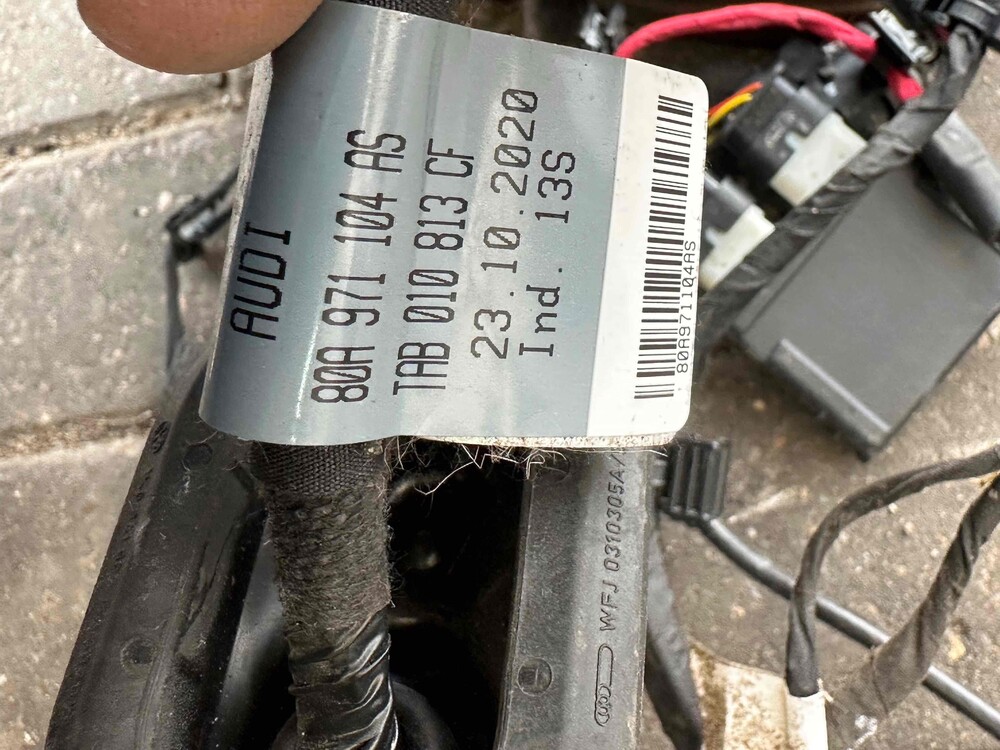 AUDI
80A 971 104 AS
TAB 010 813 CF
23.10.2020
Ind. 13S
80A971104AS
WFJ 0310305A/